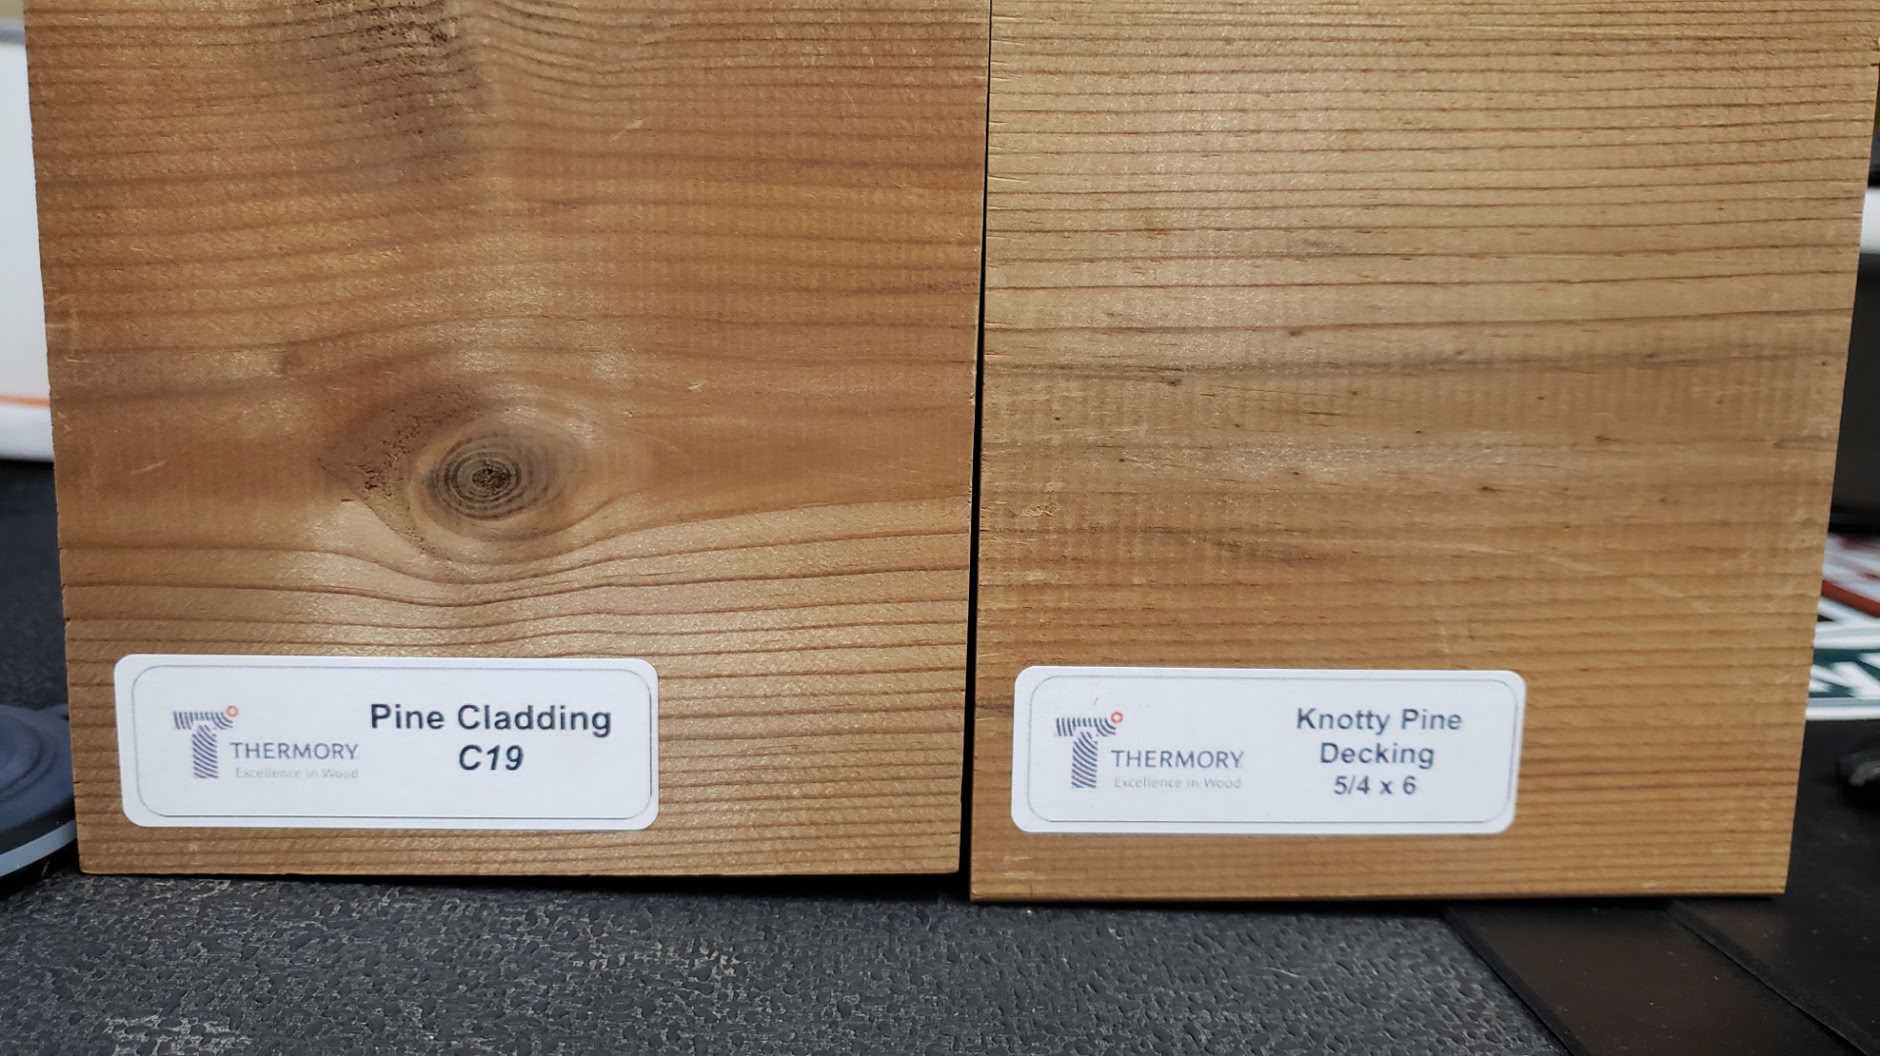 Pine Cladding
C19
THERMORY
Excellence in Wood
Knotty Pine
Decking
5/4 x 6
THERMORY
Excellence in Wood